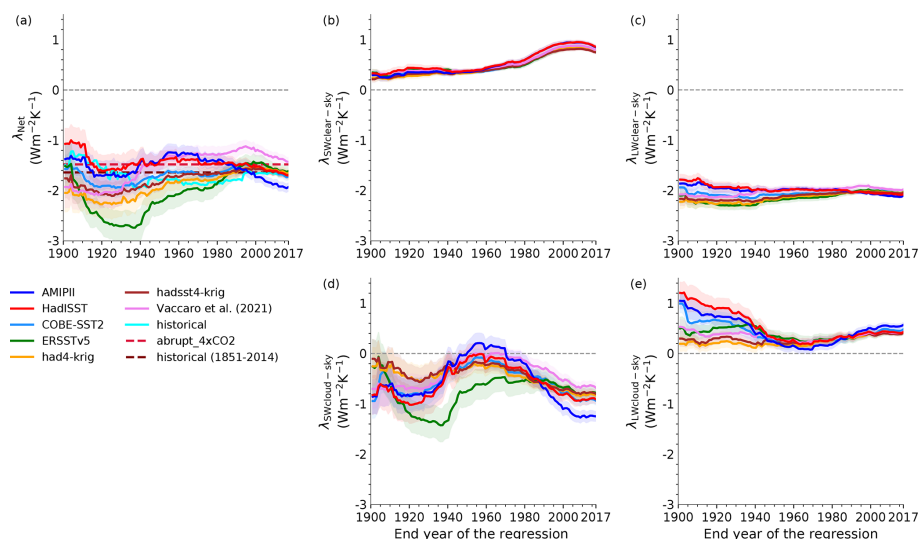 (a)
λNet
(Wm−2K−1)
1
0
-1
-2
-3
1900 1920 1940 1960 1980 2000 2017
(b)
λSWclear−sky
(Wm−2K−1)
1
0
-1
-2
-3
1900 1920 1940 1960 1980 2000 2017
(c)
λLWclear−sky
(Wm−2K−1)
1
0
-1
-2
-3
1900 1920 1940 1960 1980 2000 2017
AMIPII
HadISST
COBE-SST2
ERSSTv5
had4-krig
hadsst4-krig
Vaccaro et al. (2021)
historical
abrupt_4xCO2
historical (1851-2014)
(d)
λSWcloud−sky
(Wm−2K−1)
1
0
-1
-2
-3
1900 1920 1940 1960 1980 2000 2017
End year of the regression
(e)
λLWcloud−sky
(Wm−2K−1)
1
0
-1
-2
-3
1900 1920 1940 1960 1980 2000 2017
End year of the regression